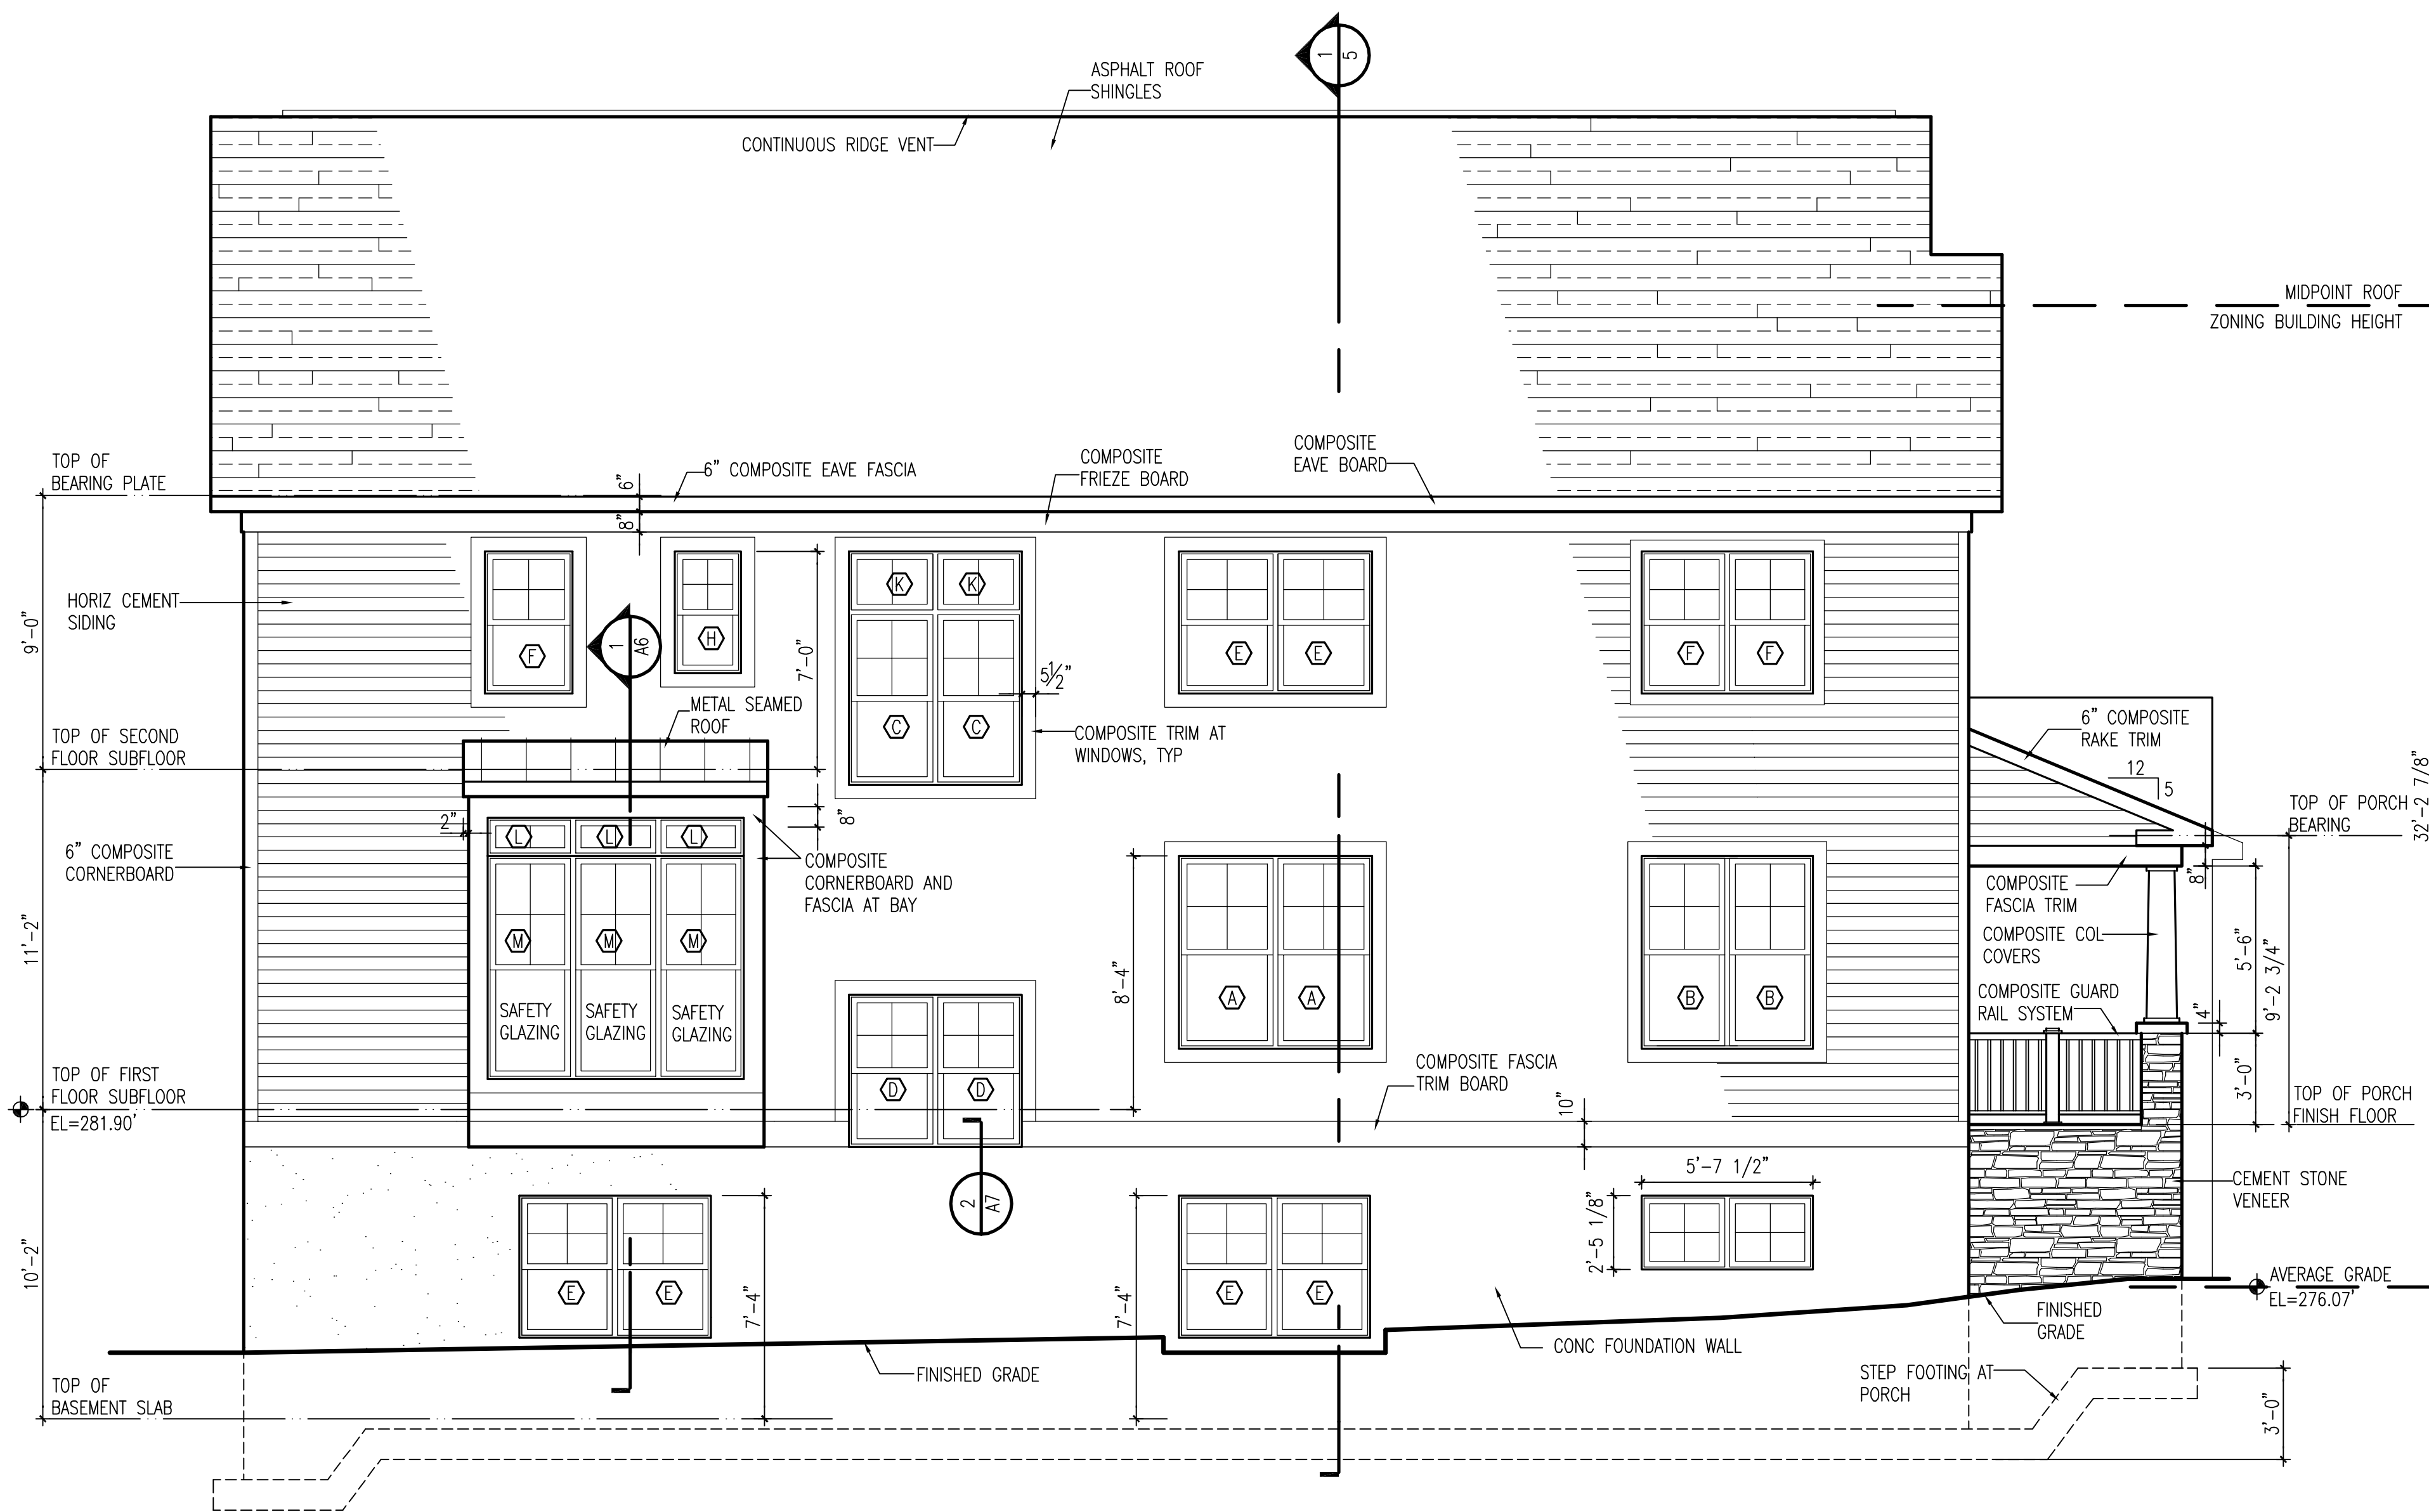 1
5
ASPHALT ROOF
SHINGLES
CONTINUOUS RIDGE VENT
MIDPOINT ROOF
ZONING BUILDING HEIGHT
TOP OF
BEARING PLATE
6"
6" COMPOSITE EAVE FASCIA
COMPOSITE
FRIEZE BOARD
COMPOSITE
EAVE BOARD
8"
9'-0"
HORIZ CEMENT
SIDING
F
H
1
A6
7'-0"
K
K
C
C
5½"
E
E
F
F
METAL SEAMED
ROOF
COMPOSITE TRIM AT
WINDOWS, TYP
6" COMPOSITE
RAKE TRIM
12
5
TOP OF SECOND
FLOOR SUBFLOOR
32'-2 7/8"
TOP OF PORCH
BEARING
2"
L
L
L
8"
6" COMPOSITE
CORNERBOARD
COMPOSITE
CORNERBOARD AND
FASCIA AT BAY
8"
COMPOSITE
FASCIA TRIM
11'-2"
M
M
M
COMPOSITE COL
COVERS
5'-6"
9'-2 3/4"
8'-4"
A
A
B
B
SAFETY
GLAZING
SAFETY
GLAZING
SAFETY
GLAZING
COMPOSITE GUARD
RAIL SYSTEM
4"
D
D
COMPOSITE FASCIA
TRIM BOARD
3'-0"
TOP OF FIRST
FLOOR SUBFLOOR
EL=281.90'
10"
TOP OF PORCH
FINISH FLOOR
5'-7 1/2"
2'-5 1/8"
2
A7
CEMENT STONE
VENEER
10'-2"
E
E
7'-4"
7'-4"
E
E
AVERAGE GRADE
EL=276.07'
FINISHED
GRADE
CONC FOUNDATION WALL
FINISHED GRADE
STEP FOOTING AT
PORCH
TOP OF
BASEMENT SLAB
3'-0"